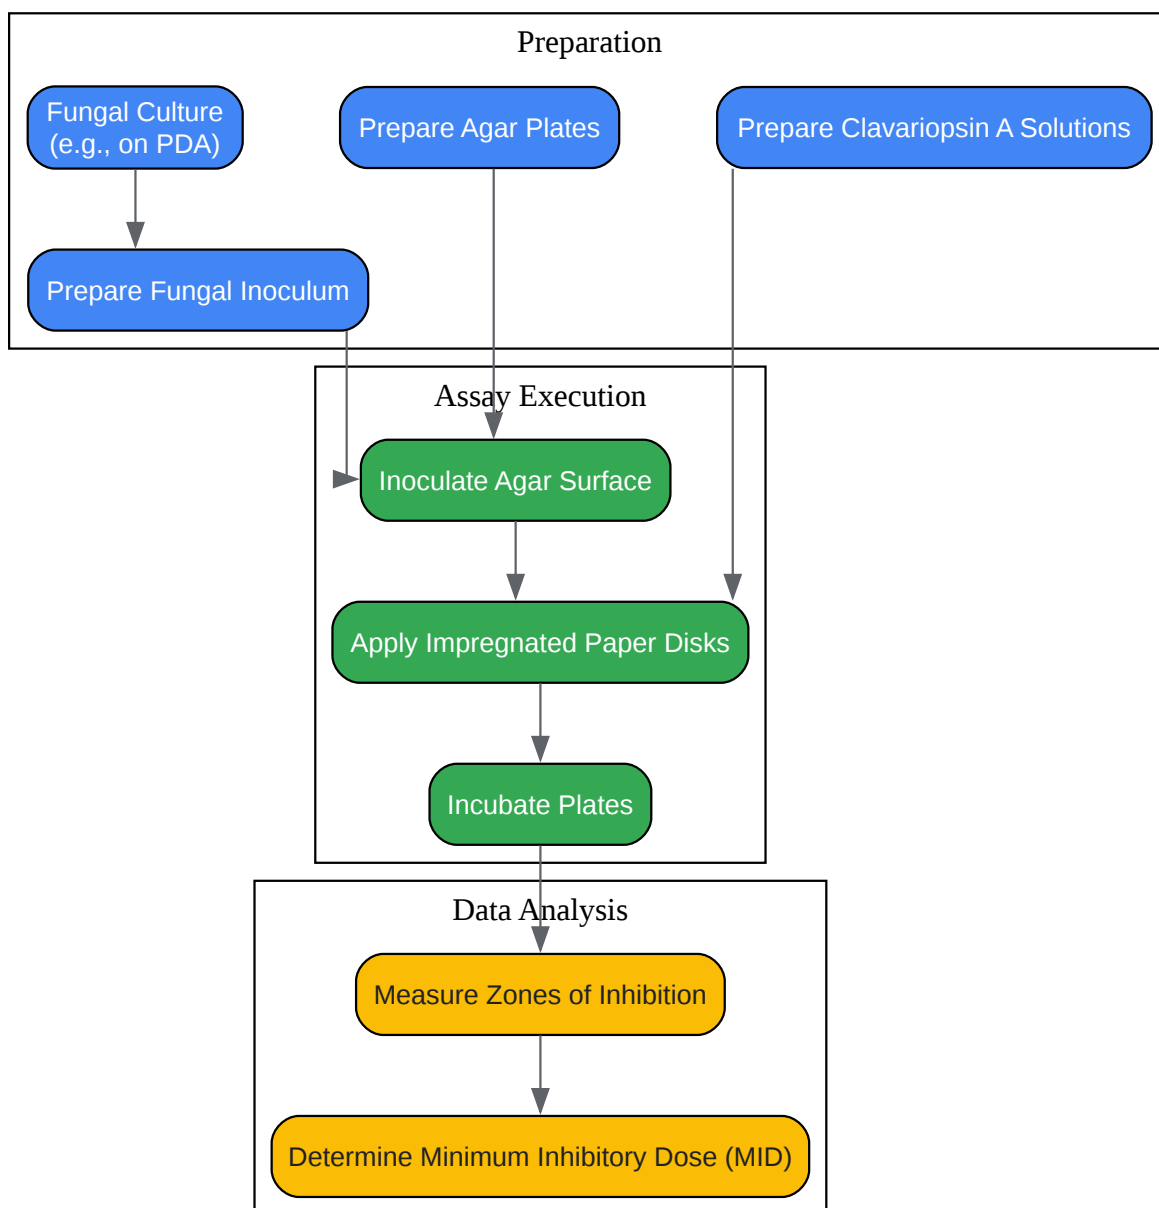 Preparation
Fungal Culture
(e.g., on PDA)
Prepare Agar Plates
Prepare Clavariopsin A Solutions
Prepare Fungal Inoculum
Assay Execution
Inoculate Agar Surface
Apply Impregnated Paper Disks
Incubate Plates
Data Analysis
Measure Zones of Inhibition
Determine Minimum Inhibitory Dose (MID)